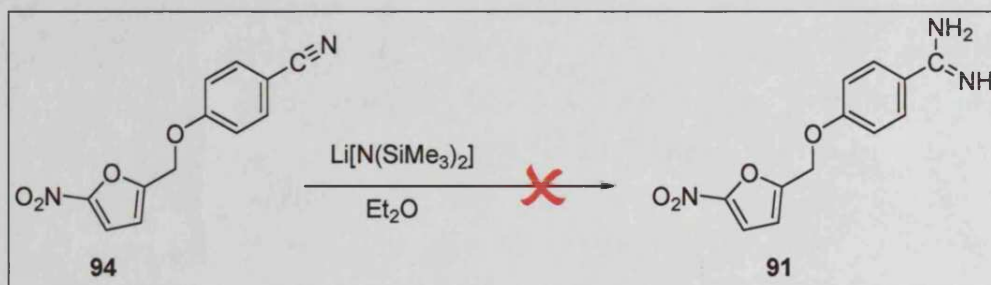 N
O
O
O₂N
94
Li[N(SiMe₃)₂]
Et₂O
NH₂
NH
O
O
O₂N
91